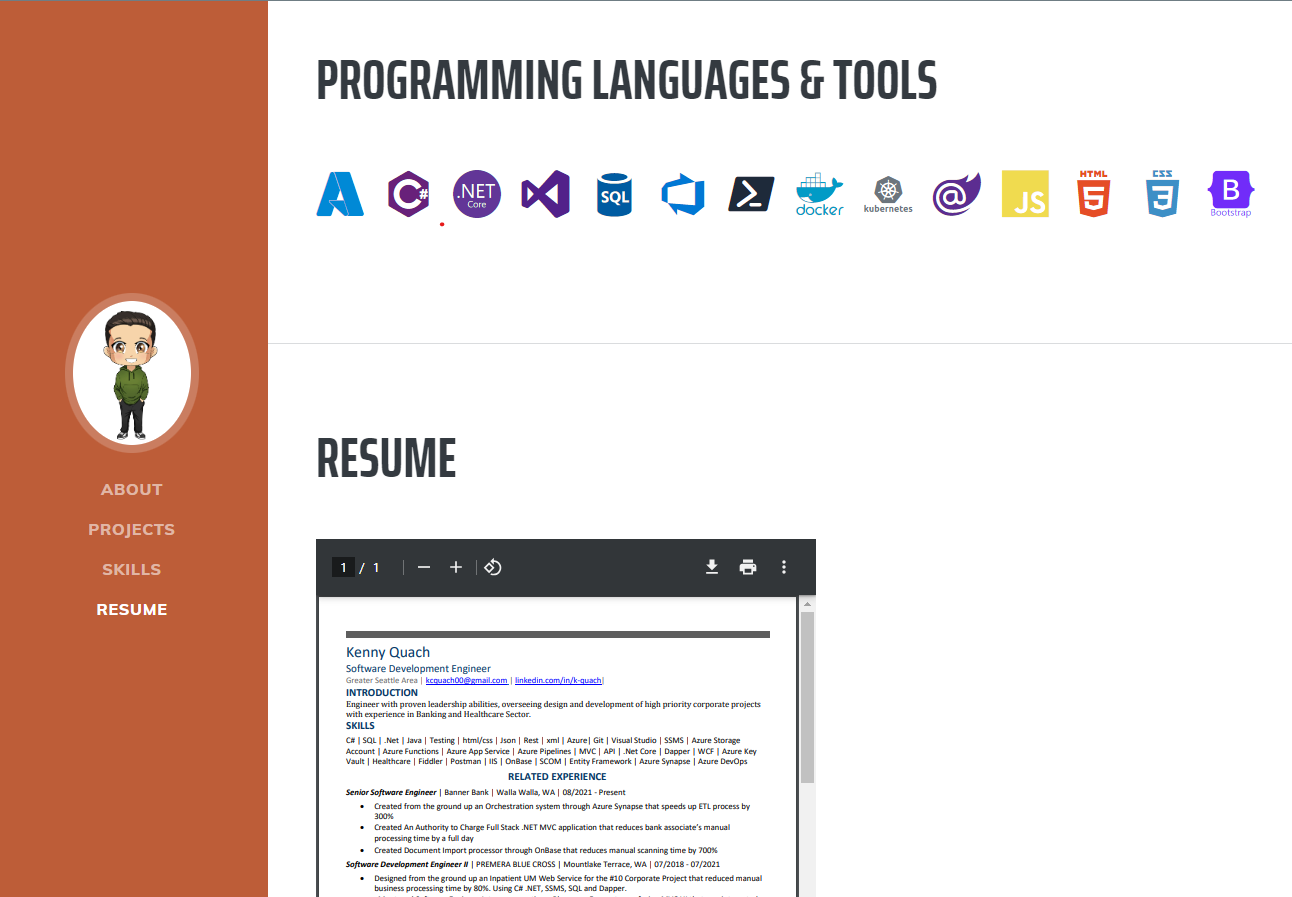 PROGRAMMING LANGUAGES & TOOLS
C#
.NET
Core
SQL
docker
kubernetes
@
JS
HTML
5
CSS
3
B
Bootstrap
ABOUT
PROJECTS
SKILLS
RESUME
RESUME
1 / 1
Kenny Quach
Software Development Engineer
Greater Seattle Area | kcquach00@gmail.com | linkedin.com/in/k-quach|
INTRODUCTION
Engineer with proven leadership abilities, overseeing design and development of high priority corporate projects
with experience in Banking and Healthcare Sector.
SKILLS
C# | SQL | .Net | Java | Testing | html/css | Json | Rest | xml | Azure| Git | Visual Studio | SSMS | Azure Storage
Account | Azure Functions | Azure App Service | Azure Pipelines | MVC | API | .Net Core | Dapper | WCF | Azure Key
Vault | Healthcare | Fiddler | Postman | IIS | OnBase | SCOM | Entity Framework | Azure Synapse | Azure DevOps
RELATED EXPERIENCE
Senior Software Engineer | Banner Bank | Walla Walla, WA | 08/2021 - Present
• Created from the ground up an Orchestration system through Azure Synapse that speeds up ETL process by
300%
• Created An Authority to Charge Full Stack .NET MVC application that reduces bank associate's manual
processing time by a full day
• Created Document Import processor through OnBase that reduces manual scanning time by 700%
Software Development Engineer II | PREMERA BLUE CROSS | Mountlake Terrace, WA | 07/2018 - 07/2021
• Designed from the ground up an Inpatient UM Web Service for the #10 Corporate Project that reduced manual
business processing time by 80%. Using C# .NET, SSMS, SQL and Dapper.